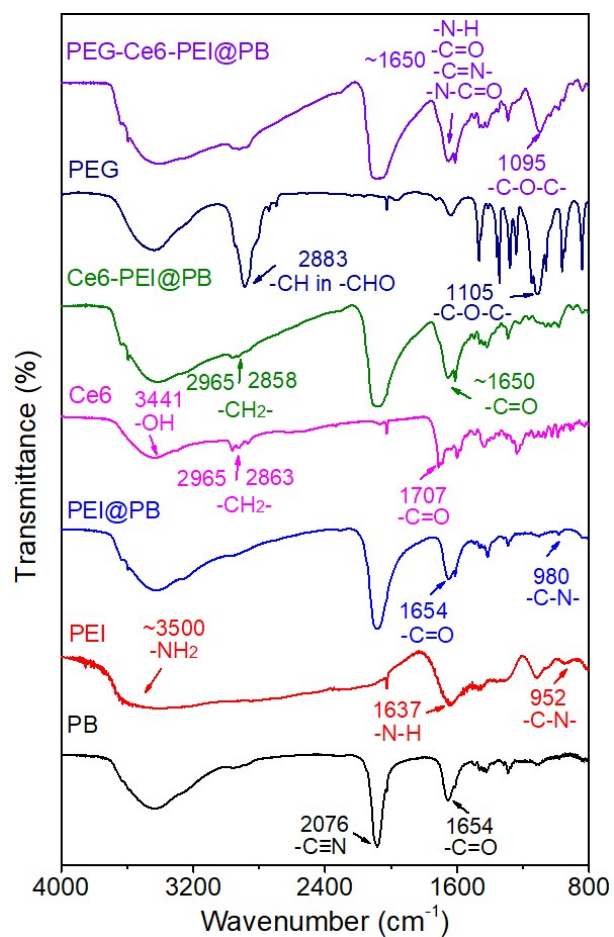 PEG-Ce6-PEI@PB
~1650
-N-H
-C=O
-C=N-
-N-C=O
1095
-C-O-C-
PEG
2883
-CH in -CHO
1105
-C-O-C-
Ce6-PEI@PB
2965 2858
-CH₂-
~1650
-C=O
Ce6
3441
-OH
2965 2863
-CH₂-
1707
-C=O
PEI@PB
1654
-C=O
980
-C-N-
PEI
~3500
-NH₂
1637
-N-H
952
-C-N-
PB
2076
-C≡N
1654
-C=O
Transmittance (%)
4000 3200 2400 1600 800
Wavenumber (cm⁻¹)